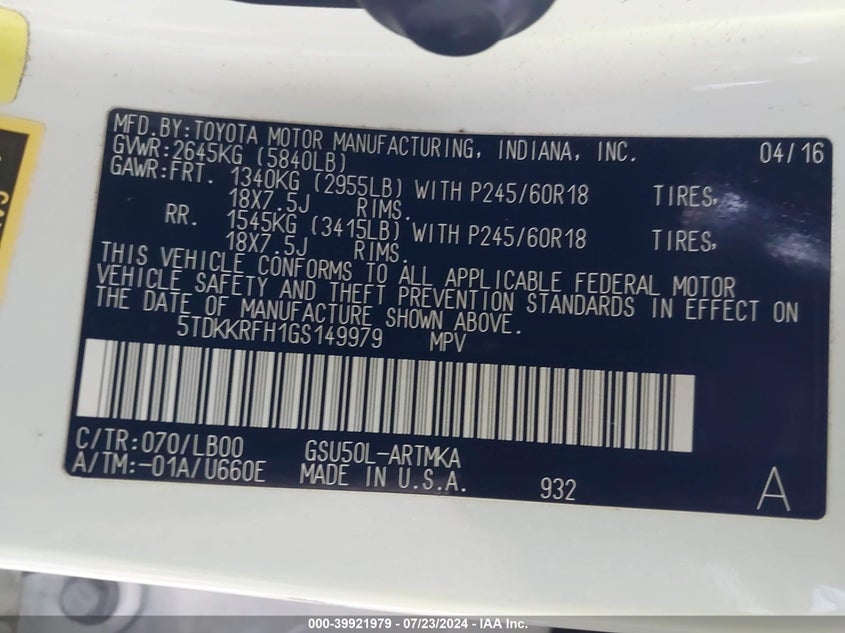 MFD.BY:TOYOTA MOTOR MANUFACTURING, INDIANA, INC. 04/16
GVWR:2645KG (5840LB)
GAWR:FRT. 1340KG (2955LB) WITH P245/60R18 TIRES,
18X7.5J RIMS.
RR. 1545KG (3415LB) WITH P245/60R18 TIRES,
18X7.5J RIMS.
THIS VEHICLE CONFORMS TO ALL APPLICABLE FEDERAL MOTOR
VEHICLE SAFETY AND THEFT PREVENTION STANDARDS IN EFFECT ON
THE DATE OF MANUFACTURE SHOWN ABOVE.
5TDKKRFH1GS149979 MPV
C/TR:070/LB00 GSU50L-ARTMKA
A/TM:-01A/U660E MADE IN U.S.A. 932 A
000-39921979 / 07/23/2024 - IAA Inc.